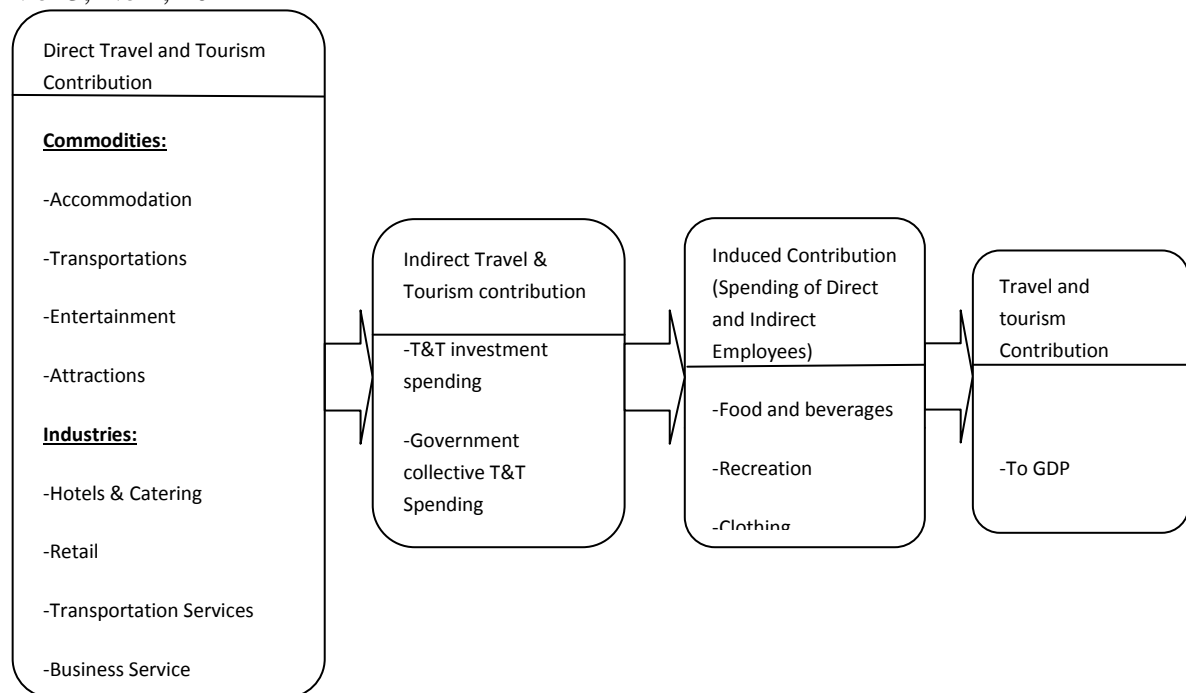 Direct Travel and Tourism
Contribution
Commodities:
-Accommodation
-Transportations
-Entertainment
-Attractions
Industries:
-Hotels & Catering
-Retail
-Transportation Services
-Business Service
Indirect Travel &
Tourism contribution
-T&T investment
spending
-Government
collective T&T
Spending
Induced Contribution
(Spending of Direct
and Indirect
Employees)
-Food and beverages
-Recreation
-Clothing
Travel and
tourism
Contribution
-To GDP